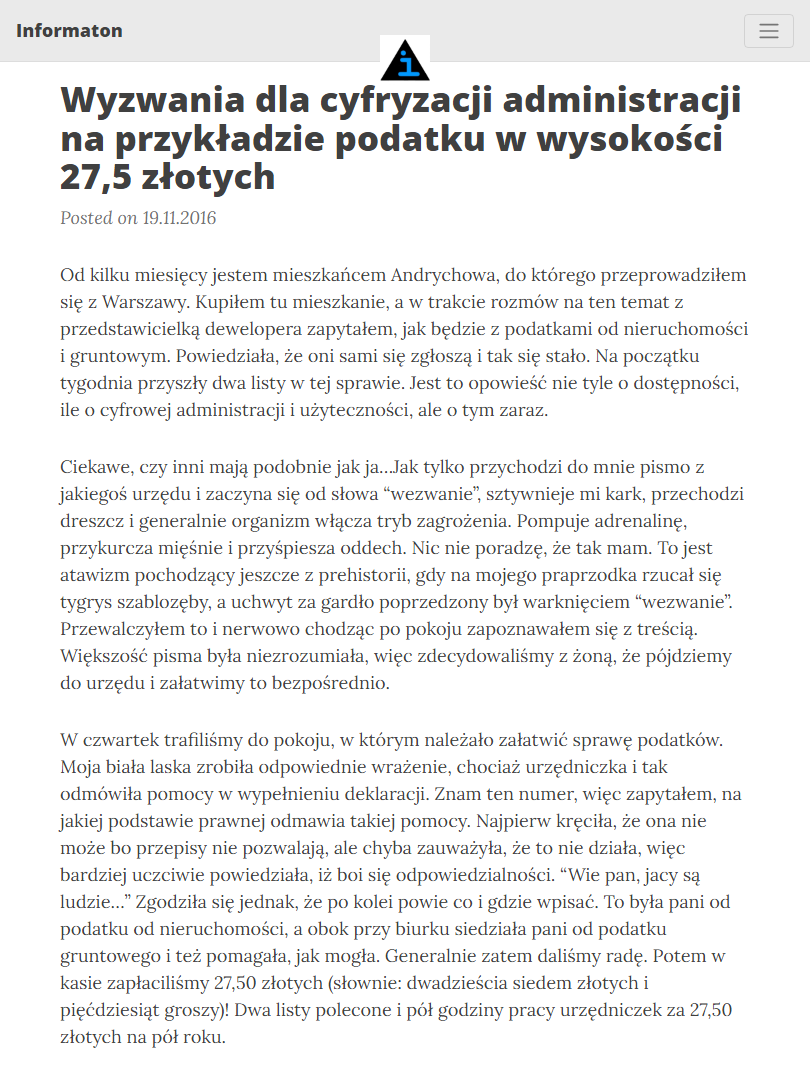 Informaton
i
Wyzwania dla cyfryzacji administracji
na przykładzie podatku w wysokości
27,5 złotych
Posted on 19.11.2016
Od kilku miesięcy jestem mieszkańcem Andrychowa, do którego przeprowadziłem
się z Warszawy. Kupiłem tu mieszkanie, a w trakcie rozmów na ten temat z
przedstawicielką dewelopera zapytałem, jak będzie z podatkami od nieruchomości
i gruntowym. Powiedziała, że oni sami się zgłoszą i tak się stało. Na początku
tygodnia przyszły dwa listy w tej sprawie. Jest to opowieść nie tyle o dostępności,
ile o cyfrowej administracji i użyteczności, ale o tym zaraz.
Ciekawe, czy inni mają podobnie jak ja…Jak tylko przychodzi do mnie pismo z
jakiegoś urzędu i zaczyna się od słowa “wezwanie”, sztywnieje mi kark, przechodzi
dreszcz i generalnie organizm włącza tryb zagrożenia. Pompuje adrenalinę,
przykurcza mięśnie i przyśpiesza oddech. Nic nie poradzę, że tak mam. To jest
atawizm pochodzący jeszcze z prehistorii, gdy na mojego praprzodka rzucał się
tygrys szablozęby, a uchwyt za gardło poprzedzony był warknięciem “wezwanie”.
Przewalczyłem to i nerwowo chodząc po pokoju zapoznawałem się z treścią.
Większość pisma była niezrozumiała, więc zdecydowaliśmy z żoną, że pójdziemy
do urzędu i załatwimy to bezpośrednio.
W czwartek trafiliśmy do pokoju, w którym należało załatwić sprawę podatków.
Moja biała laska zrobiła odpowiednie wrażenie, chociaż urzędniczka i tak
odmówiła pomocy w wypełnieniu deklaracji. Znam ten numer, więc zapytałem, na
jakiej podstawie prawnej odmawia takiej pomocy. Najpierw kręciła, że ona nie
może bo przepisy nie pozwalają, ale chyba zauważyła, że to nie działa, więc
bardziej uczciwie powiedziała, iż boi się odpowiedzialności. “Wie pan, jacy są
ludzie…” Zgodziła się jednak, że po kolei powie co i gdzie wpisać. To była pani od
podatku od nieruchomości, a obok przy biurku siedziała pani od podatku
gruntowego i też pomagała, jak mogła. Generalnie zatem daliśmy radę. Potem w
kasie zapłaciliśmy 27,50 złotych (słownie: dwadzieścia siedem złotych i
pięćdziesiąt groszy)! Dwa listy polecone i pół godziny pracy urzędniczek za 27,50
złotych na pół roku.